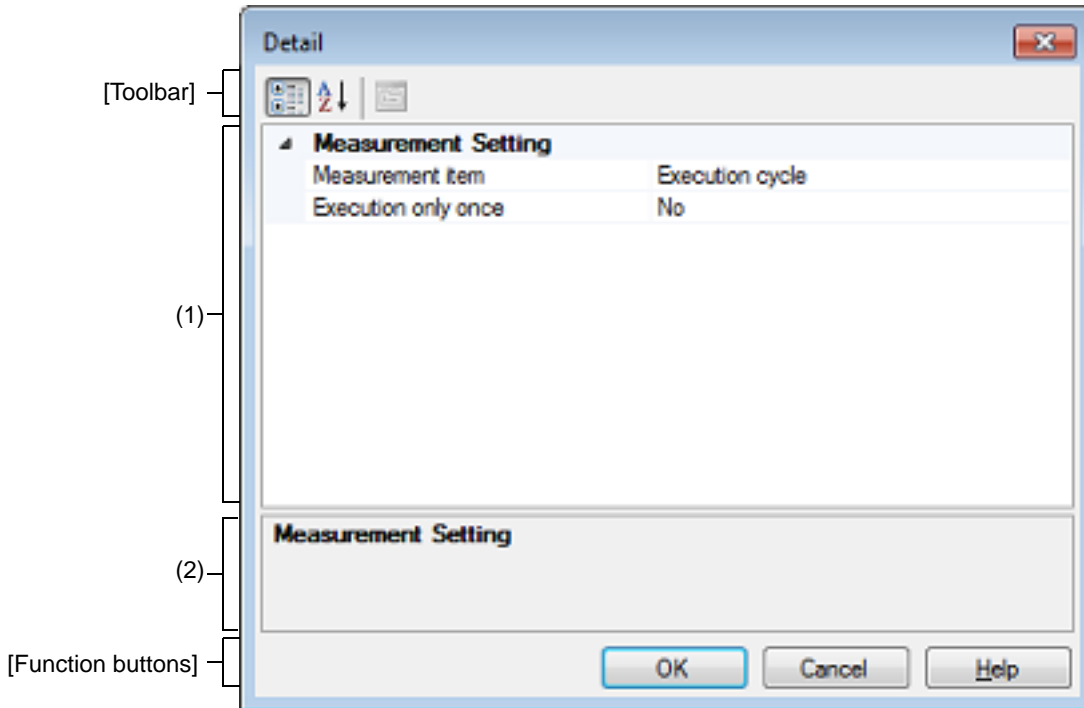 Detail
[Toolbar]
Measurement Setting
Measurement item Execution cycle
Execution only once No
(1)
Measurement Setting
(2)
[Function buttons]
OK Cancel Help